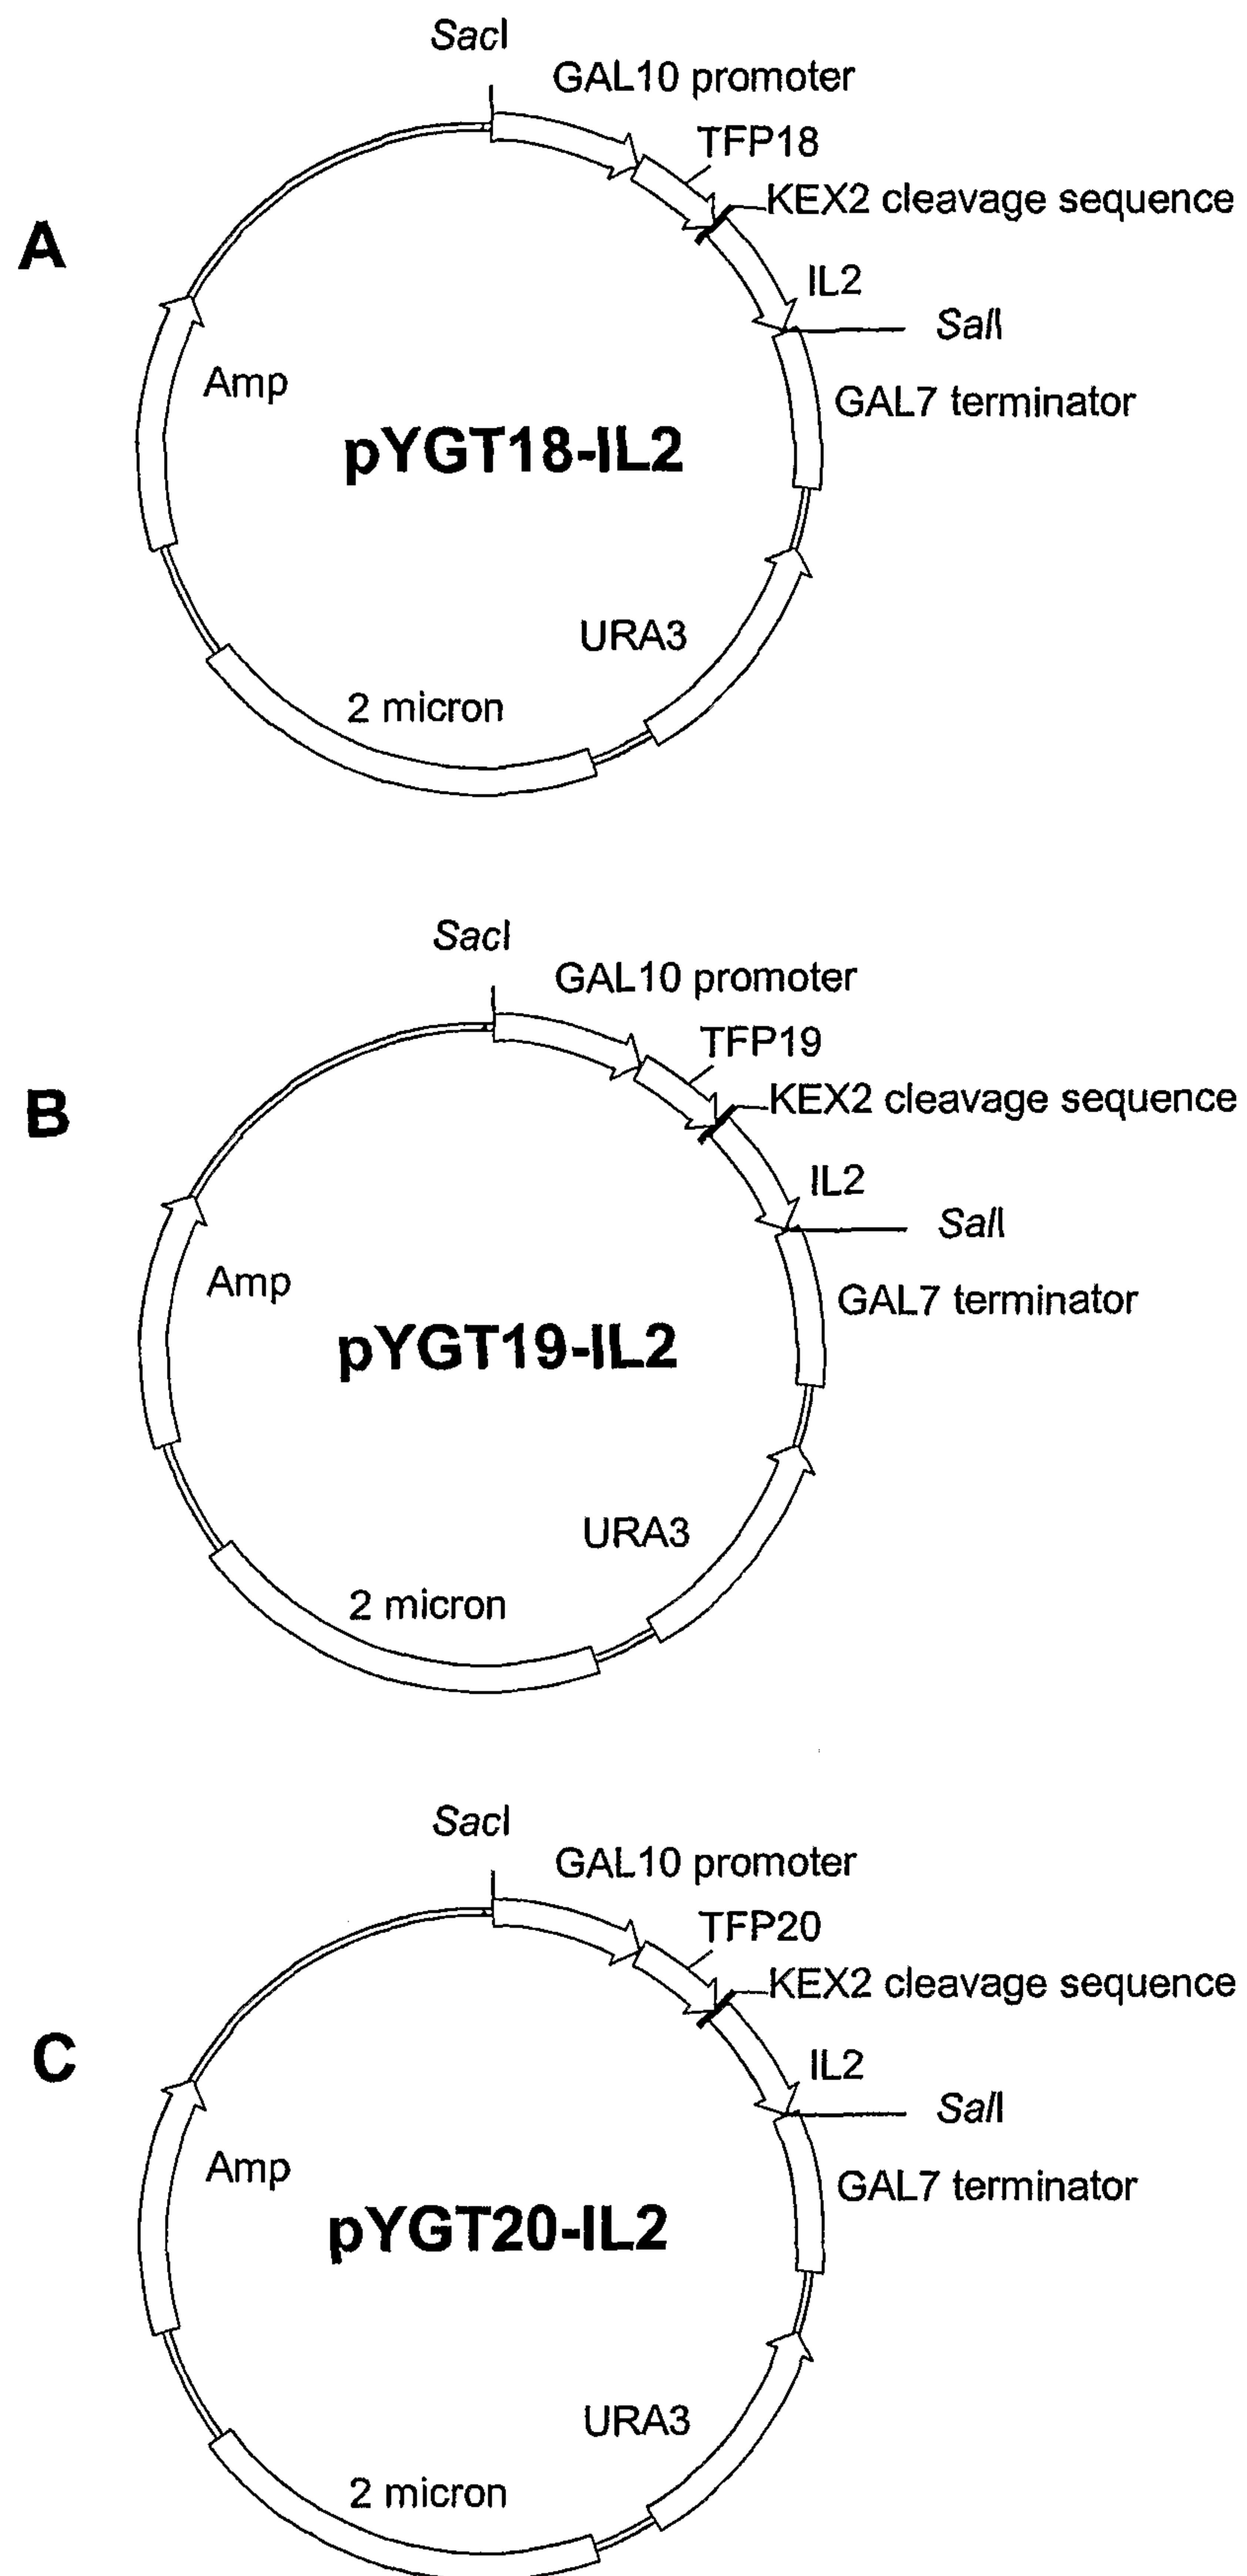 A
SacI
GAL10 promoter
TFP18
KEX2 cleavage sequence
IL2
SalI
GAL7 terminator
Amp
pYGT18-IL2
URA3
2 micron
B
SacI
GAL10 promoter
TFP19
KEX2 cleavage sequence
IL2
SalI
GAL7 terminator
Amp
pYGT19-IL2
URA3
2 micron
C
SacI
GAL10 promoter
TFP20
KEX2 cleavage sequence
IL2
SalI
GAL7 terminator
Amp
pYGT20-IL2
URA3
2 micron